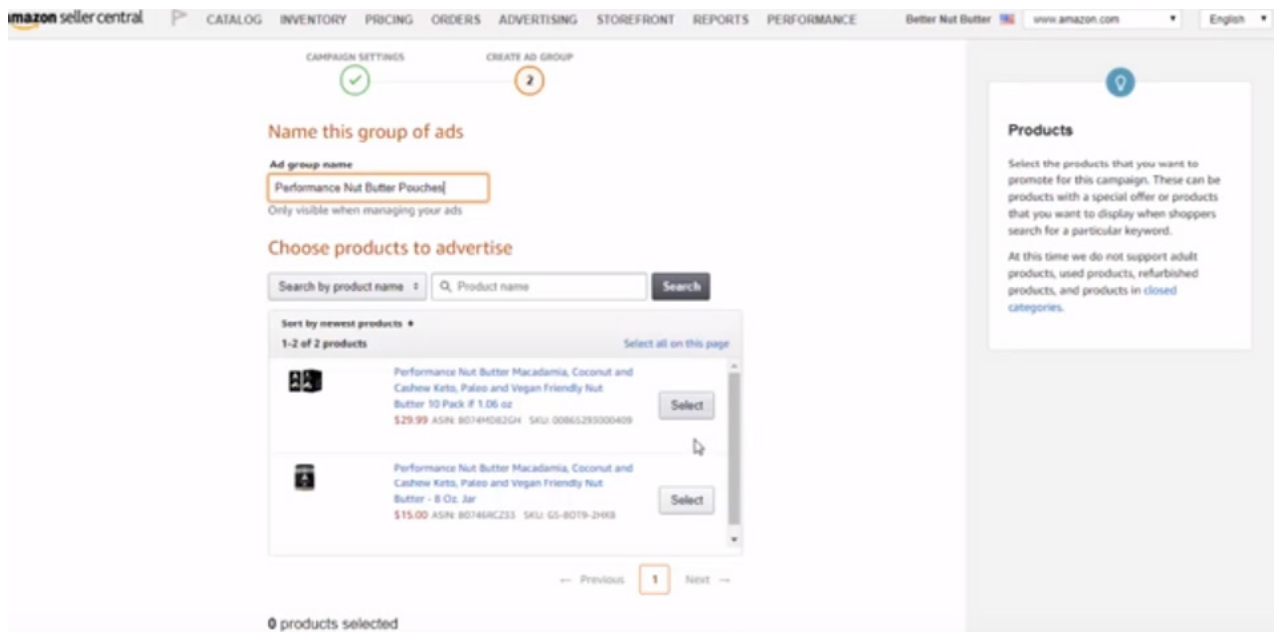 amazon seller central CATALOG INVENTORY PRICING ORDERS ADVERTISING STOREFRONT REPORTS PERFORMANCE Better Nut Butter www.amazon.com English
CAMPAIGN SETTINGS CREATE AD GROUP
2
Name this group of ads
Ad group name
Performance Nut Butter Pouches
Only visible when managing your ads
Choose products to advertise
Search by product name Product name Search
Sort by newest products
1-2 of 2 products Select all on this page
Performance Nut Butter Macadamia, Coconut and
Cashew Keto, Paleo and Vegan Friendly Nut
Butter 10 Pack if 1.06 oz
$29.99 ASIN: SKU:
Select
Performance Nut Butter Macadamia, Coconut and
Cashew Keto, Paleo and Vegan Friendly Nut
Butter - 8 Oz. Jar
$15.00 ASIN: SKU:
Select
← Previous 1 Next →
0 products selected
Products
Select the products that you want to
promote for this campaign. These can be
products with a special offer or products
that you want to display when shoppers
search for a particular keyword.
At this time we do not support adult
products, used products, refurbished
products, and products in closed
categories.